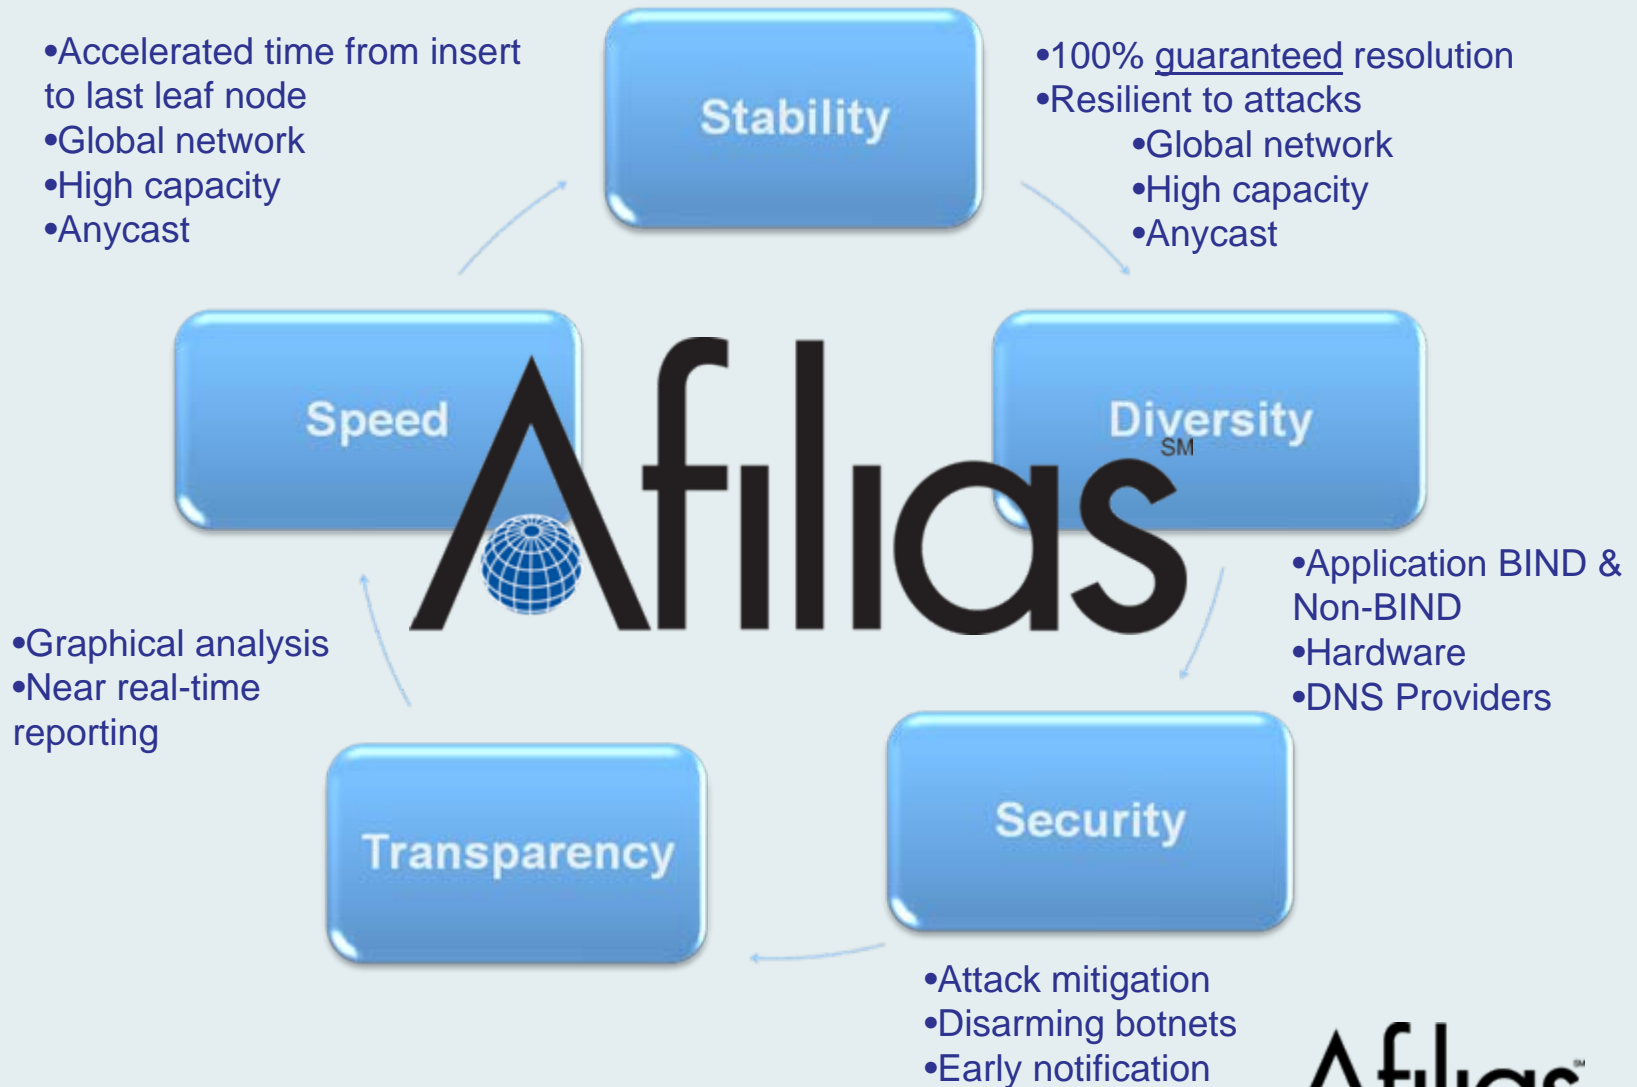 •Accelerated time from insert
to last leaf node
•Global network
•High capacity
•Anycast
Stability
•100% guaranteed resolution
•Resilient to attacks
•Global network
•High capacity
•Anycast
Speed
Diversity
Afilias SM
•Application BIND &
Non-BIND
•Hardware
•DNS Providers
•Graphical analysis
•Near real-time
reporting
Transparency
Security
•Attack mitigation
•Disarming botnets
•Early notification
Afilias SM